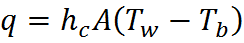 q = h_c A(T_w − T_b)